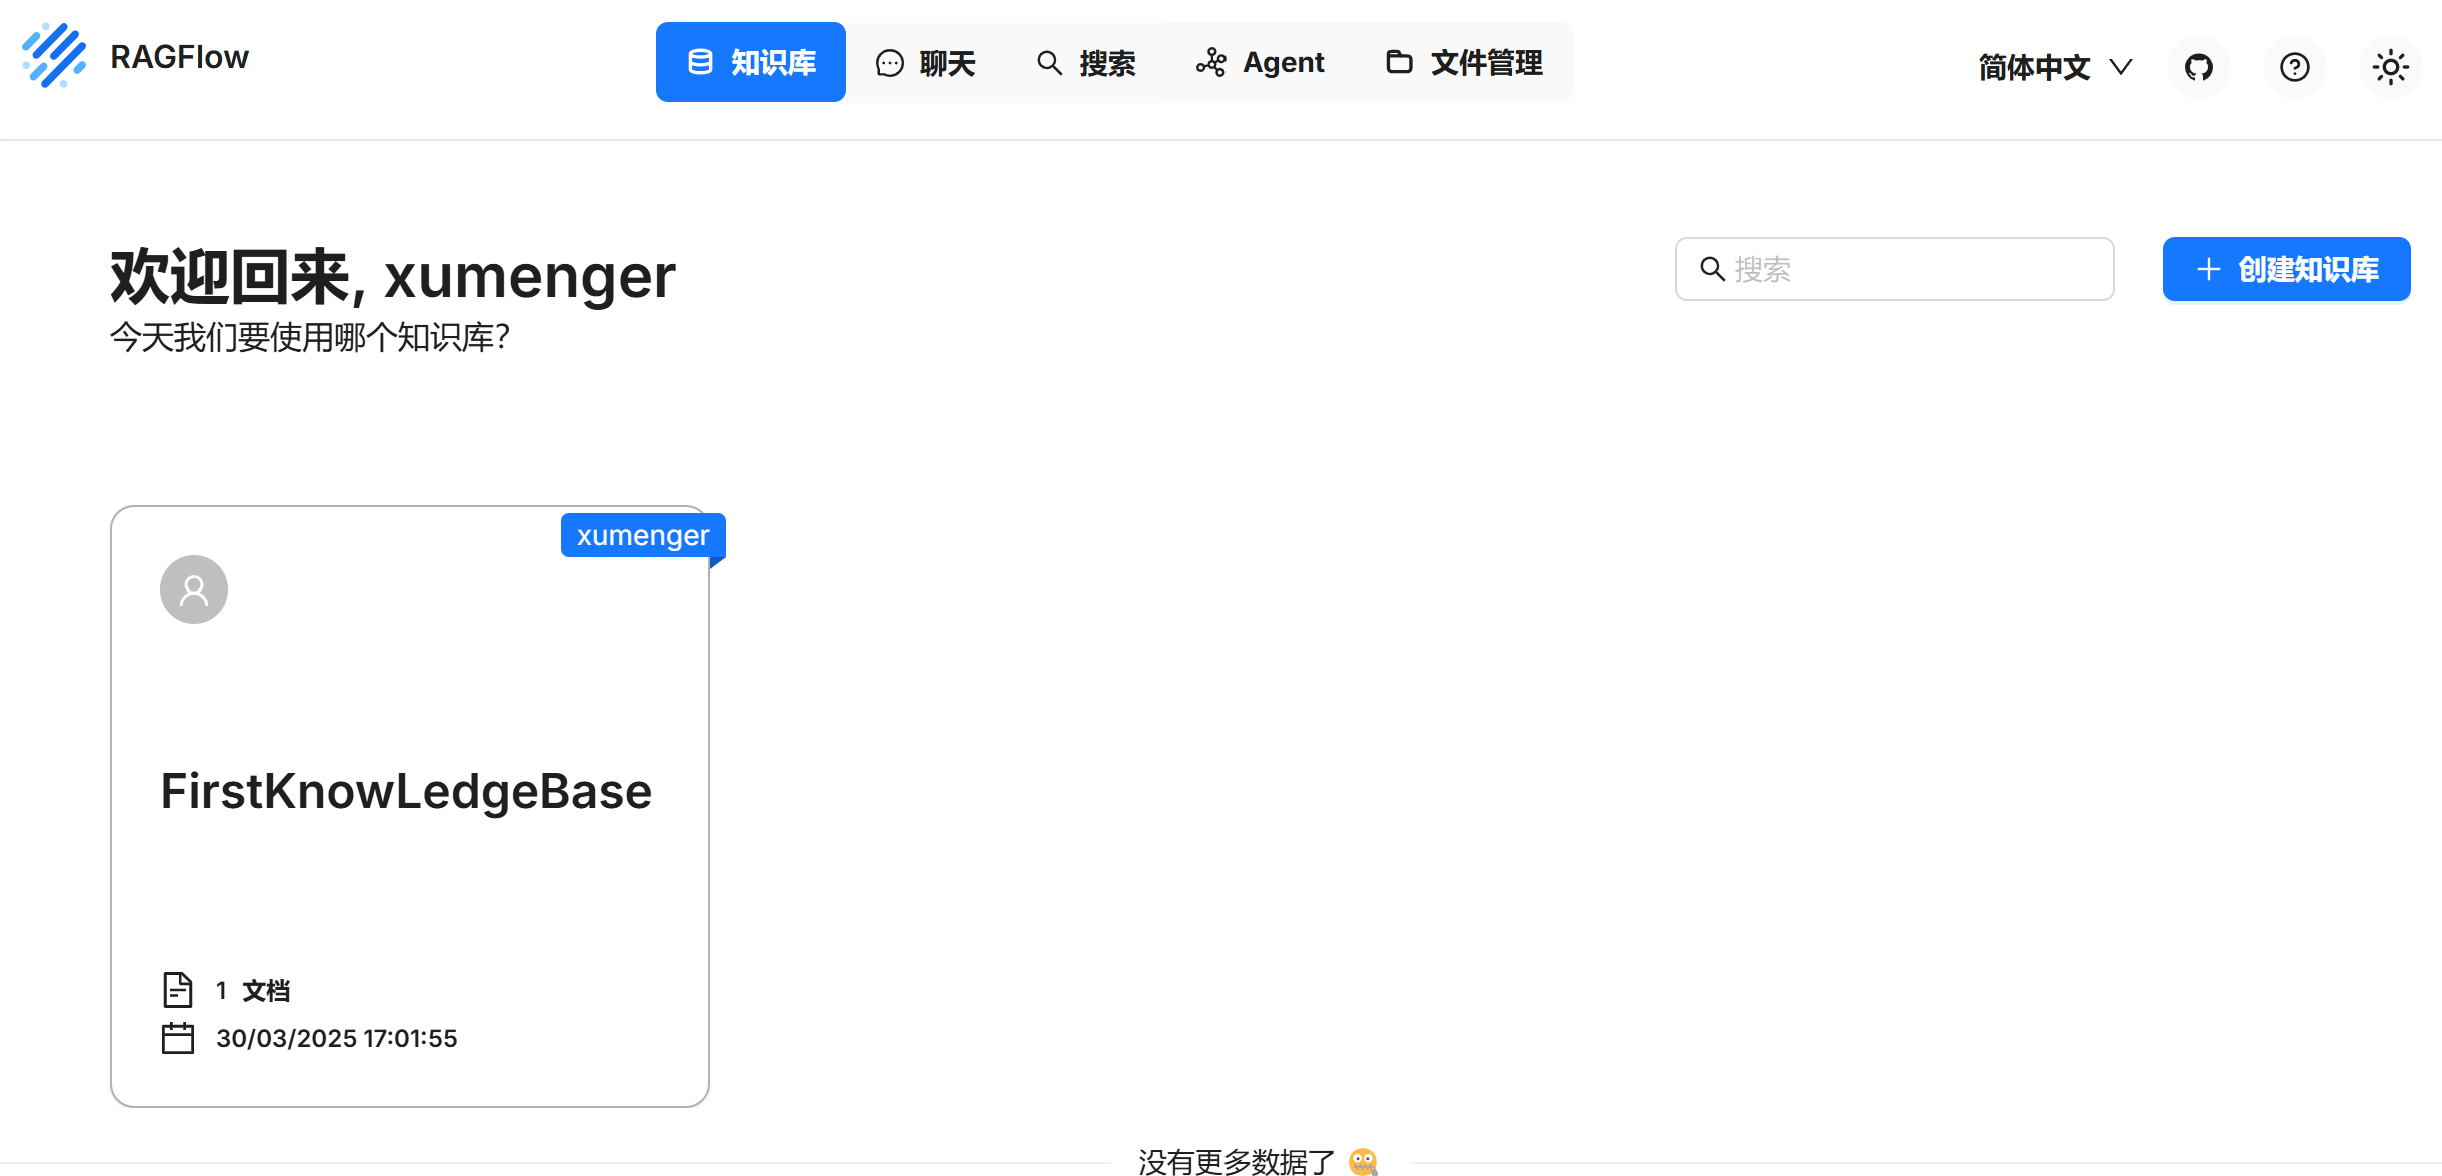 RAGFlow
知识库
聊天
搜索
Agent
文件管理
简体中文
欢迎回来, xumenger
今天我们要使用哪个知识库?
搜索
创建知识库
xumenger
FirstKnowLedgeBase
1 文档
30/03/2025 17:01:55
没有更多数据了 🤐